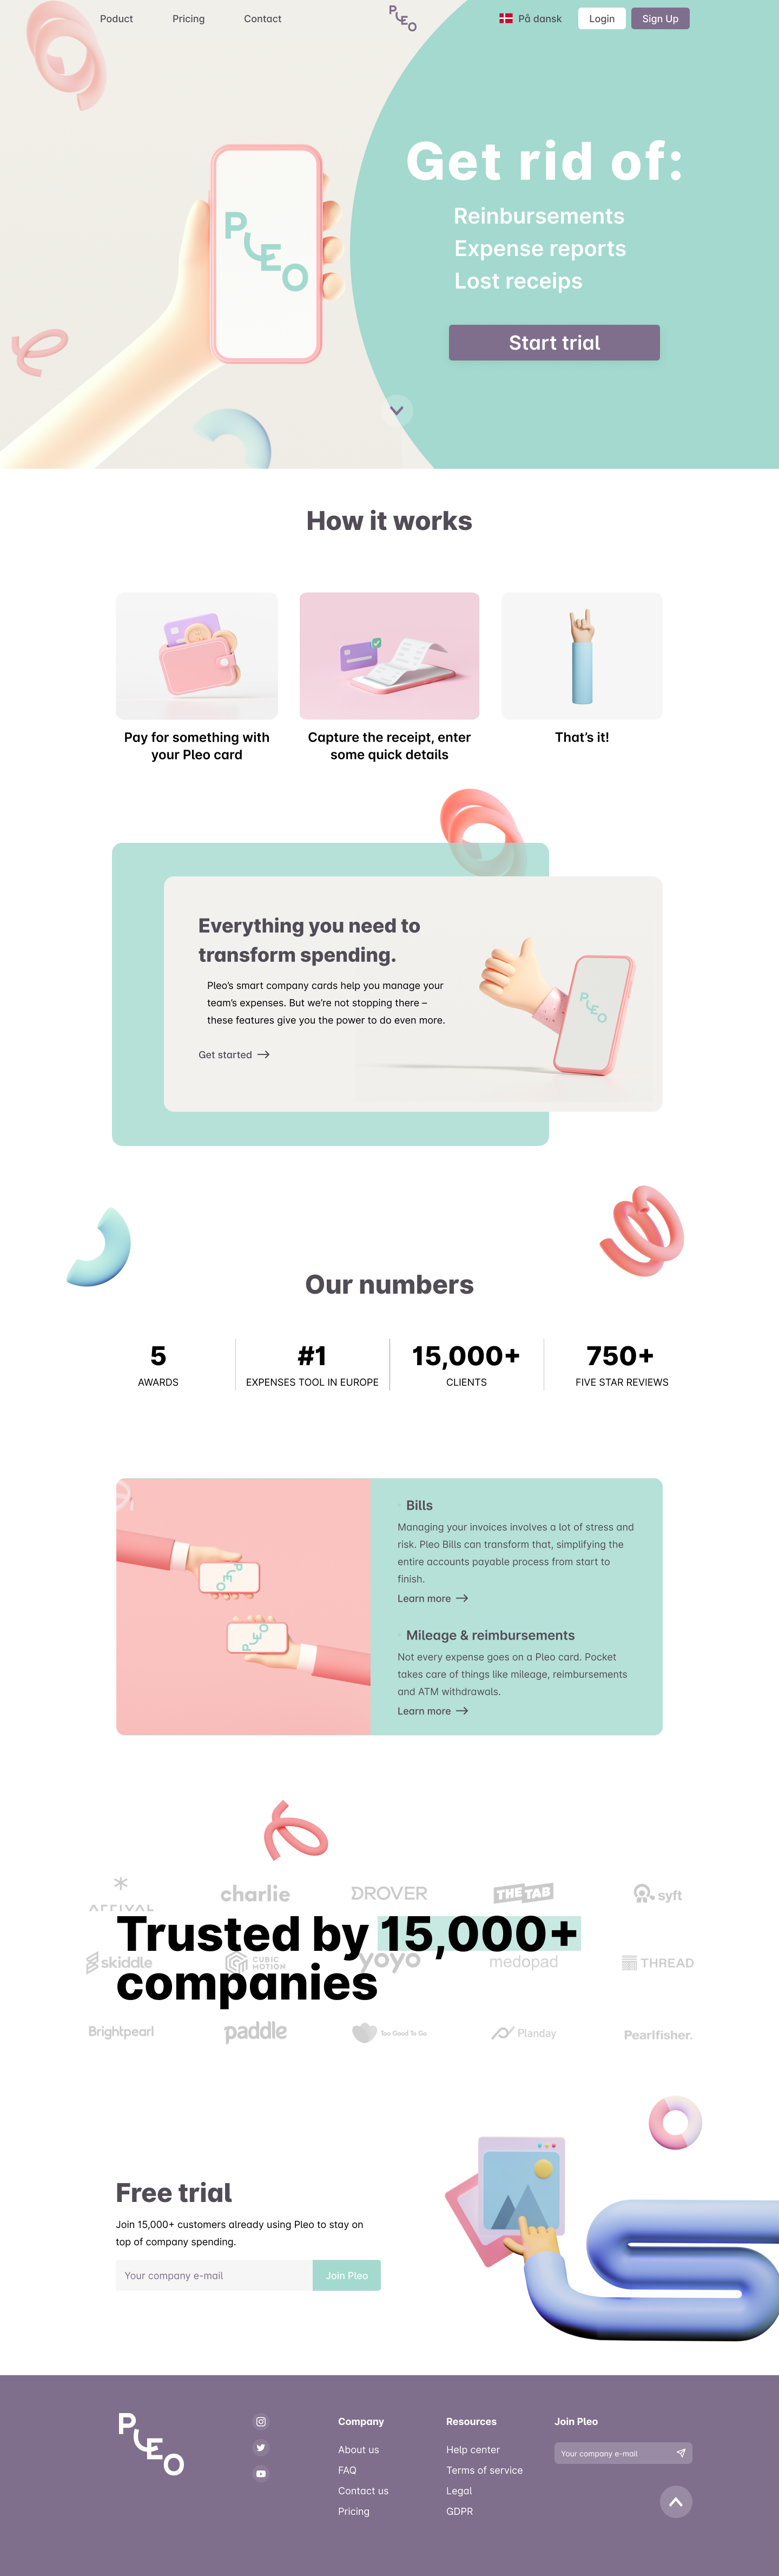 Poduct
Pricing
Contact
PLEO
På dansk
Login
Sign Up
Get rid of:
Reinbursements
Expense reports
Lost receips
Start trial
PLEO
How it works
Pay for something with
your Pleo card
Capture the receipt, enter
some quick details
That's it!
Everything you need to
transform spending.
Pleo's smart company cards help you manage your
team's expenses. But we're not stopping there –
these features give you the power to do even more.
Get started
PLEO
Our numbers
5
AWARDS
#1
EXPENSES TOOL IN EUROPE
15,000+
CLIENTS
750+
FIVE STAR REVIEWS
PLEO
PLEO
Bills
Managing your invoices involves a lot of stress and
risk. Pleo Bills can transform that, simplifying the
entire accounts payable process from start to
finish.
Learn more
Mileage & reimbursements
Not every expense goes on a Pleo card. Pocket
takes care of things like mileage, reimbursements
and ATM withdrawals.
Learn more
charlie
DROVER
THE TAB
syft
Trusted by 15,000+
companies
skiddle
CUBIC
MOTION
yoyo
medopad
THREAD
Brightpearl
paddle
Too Good To Go
Planday
Pearlfisher.
Free trial
Join 15,000+ customers already using Pleo to stay on
top of company spending.
Your company e-mail
Join Pleo
PLEO
Company
About us
FAQ
Contact us
Pricing
Resources
Help center
Terms of service
Legal
GDPR
Join Pleo
Your company e-mail